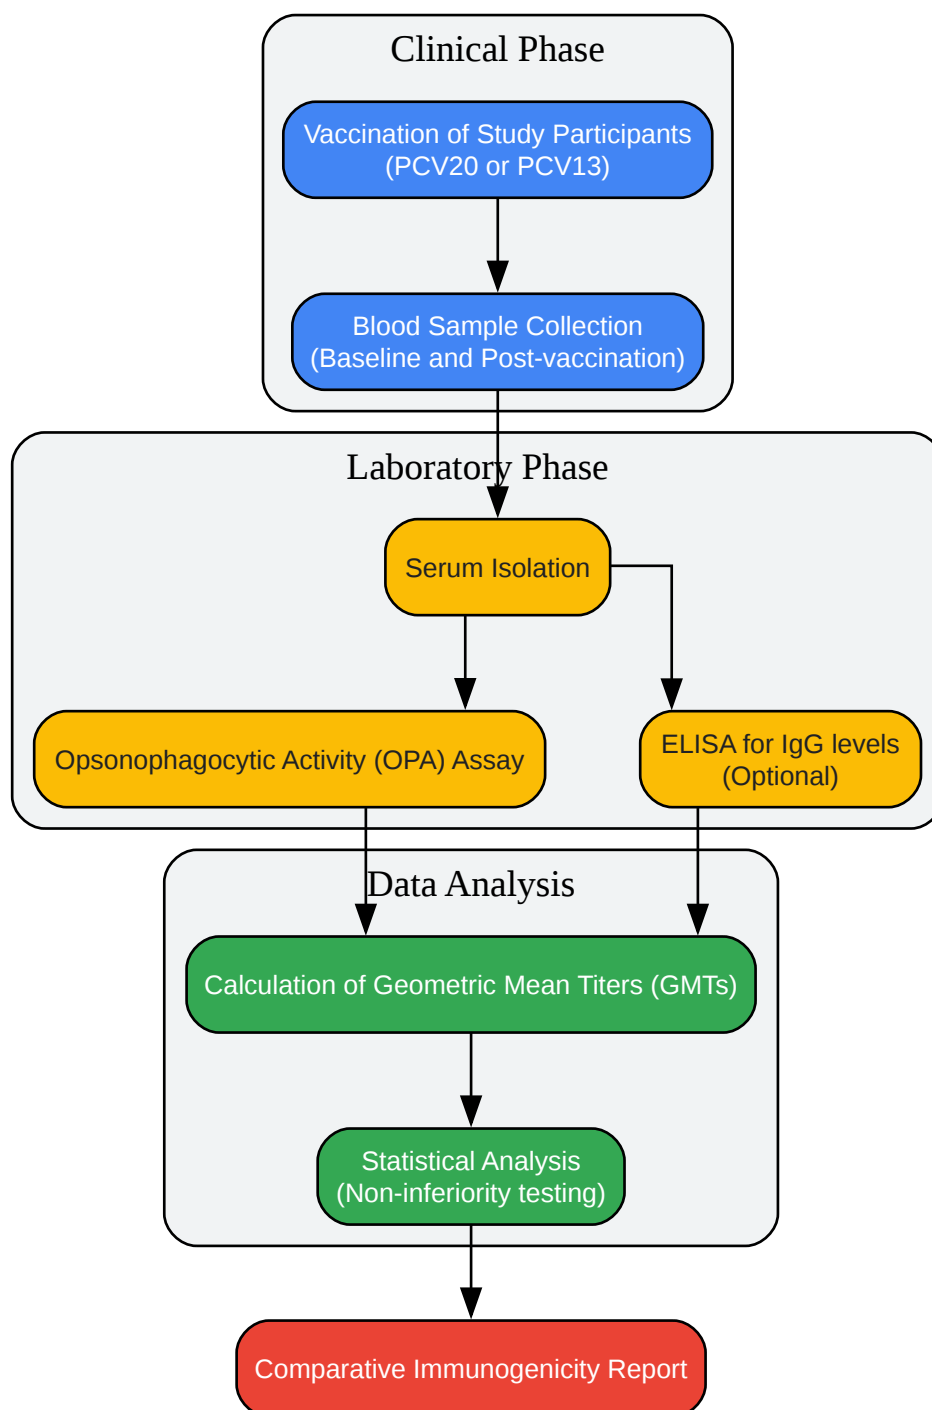 Clinical Phase
Vaccination of Study Participants
(PCV20 or PCV13)
Blood Sample Collection
(Baseline and Post-vaccination)
Laboratory Phase
Serum Isolation
Opsonophagocytic Activity (OPA) Assay
ELISA for IgG levels
(Optional)
Data Analysis
Calculation of Geometric Mean Titers (GMTs)
Statistical Analysis
(Non-inferiority testing)
Comparative Immunogenicity Report